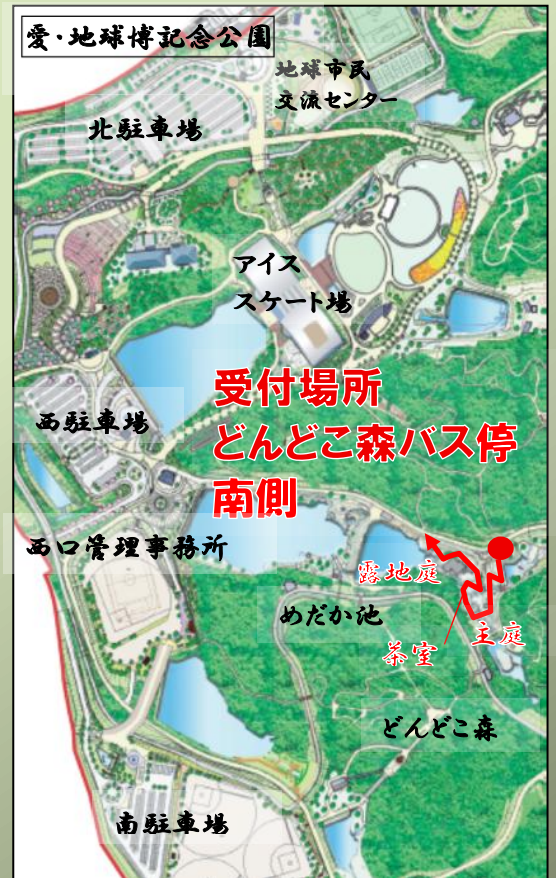 愛・地球博記念公園
地球市民
交流センター
北駐車場
アイス
スケート場
受付場所
どんどこ森バス停
南側
西駐車場
西口管理事務所
露地庭
めだか池
主庭
茶室
どんどこ森
南駐車場